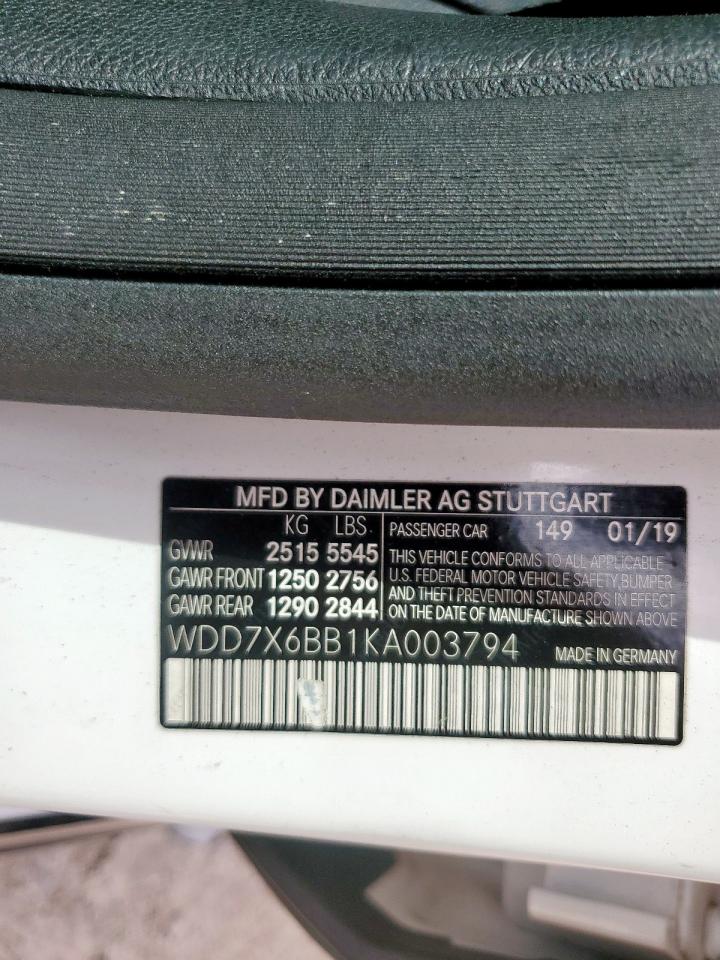 MFD BY DAIMLER AG STUTTGART
KG LBS.
GVWR 2515 5545
GAWR FRONT 1250 2756
GAWR REAR 1290 2844
PASSENGER CAR 149 01/19
THIS VEHICLE CONFORMS TO ALL APPLICABLE
U.S. FEDERAL MOTOR VEHICLE SAFETY BUMPER
AND THEFT PREVENTION STANDARDS IN EFFECT
ON THE DATE OF MANUFACTURE SHOWN ABOVE
WDD7X6BB1KA003794 MADE IN GERMANY